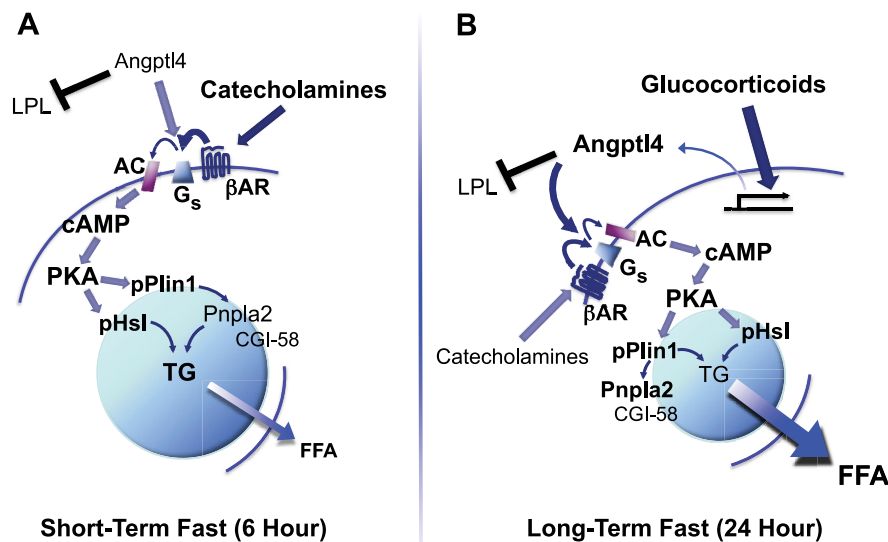 A
Angptl4
LPL
Catecholamines
AC
Gs
βAR
cAMP
PKA
pPlin1
pHsl
Pnpla2
CGI-58
TG
FFA
Short-Term Fast (6 Hour)
B
Glucocorticoids
Angptl4
LPL
AC
Gs
cAMP
βAR
PKA
Catecholamines
pPlin1
pHsl
TG
Pnpla2
CGI-58
FFA
Long-Term Fast (24 Hour)